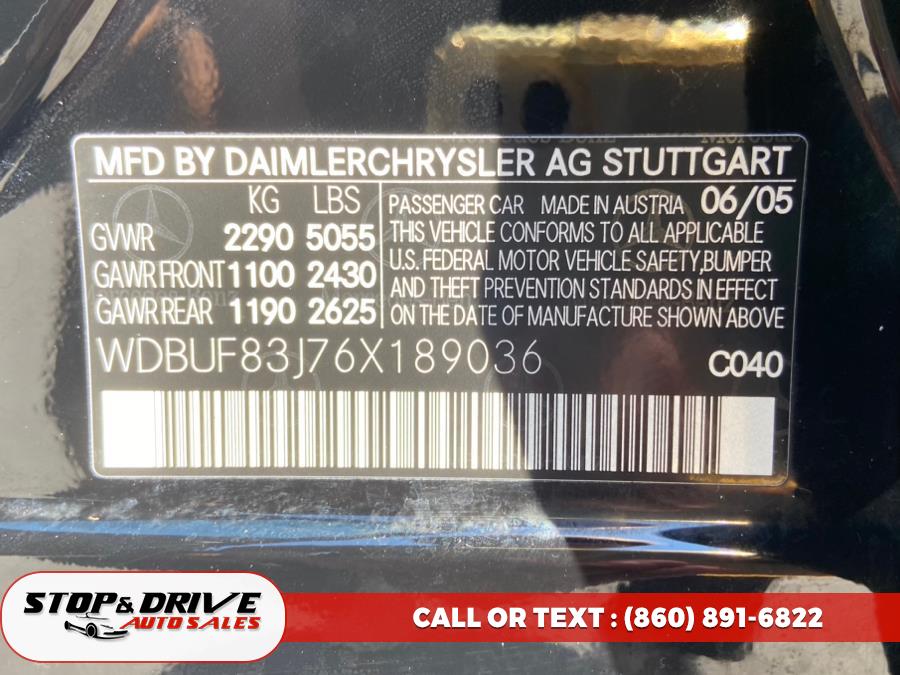 MFD BY DAIMLERCHRYSLER AG STUTTGART
KG LBS
GVWR 2290 5055
GAWR FRONT 1100 2430
GAWR REAR 1190 2625
PASSENGER CAR MADE IN AUSTRIA 06/05
THIS VEHICLE CONFORMS TO ALL APPLICABLE
U.S. FEDERAL MOTOR VEHICLE SAFETY,BUMPER
AND THEFT PREVENTION STANDARDS IN EFFECT
ON THE DATE OF MANUFACTURE SHOWN ABOVE
WDBUF83J76X189036 C040
STOP & DRIVE
AUTO SALES
CALL OR TEXT : (860) 891-6822